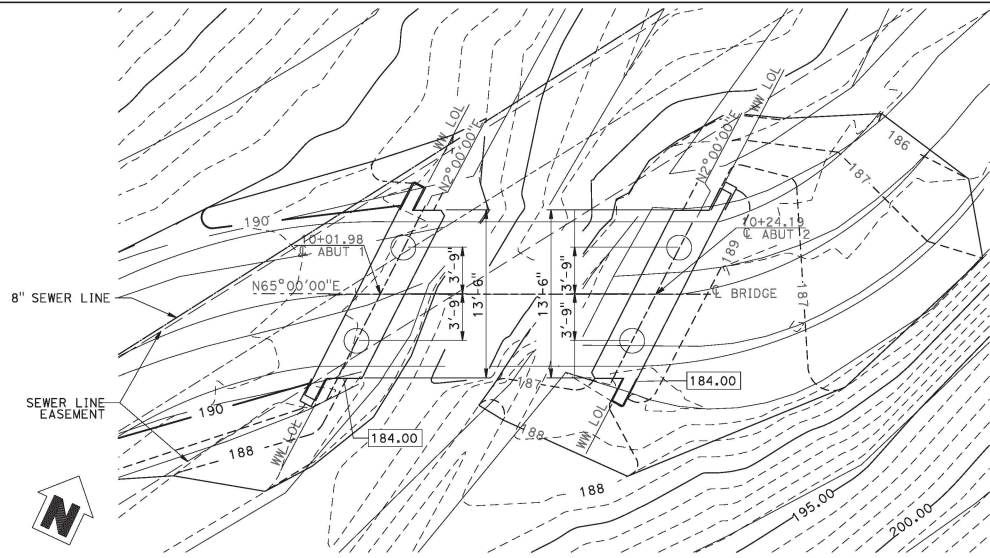 WW LOL
N2°00'00"E
WW LOL
N2°00'00"E
186
187
190
10+01.98
℄ ABUT 1
10+24.19
℄ ABUT 2
189
3'-9"
13'-6"
13'-6"
3'-9"
N65°00'00"E
℄ BRIDGE
187
8" SEWER LINE
3'-9"
3'-9"
187
184.00
SEWER LINE
EASEMENT
190
188
184.00
188
WW LOL
WW LOL
188
195.00
200.00
N